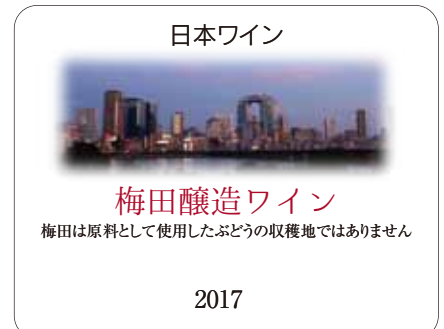 日本ワイン
梅田醸造ワイン
梅田は原料として使用したぶどうの収穫地ではありません
2017